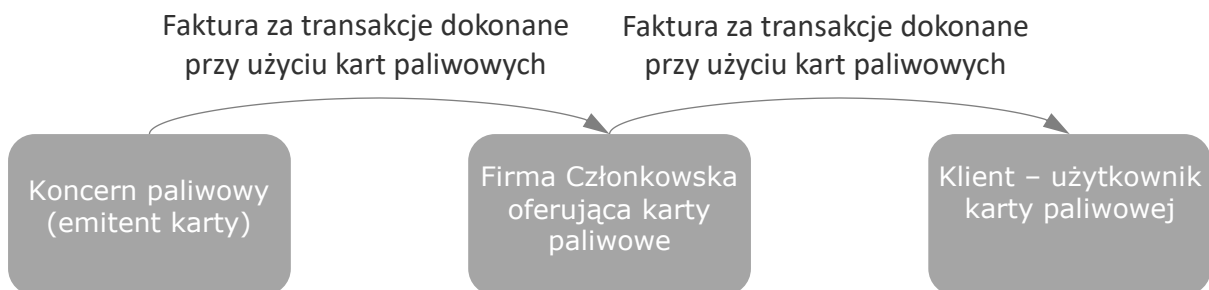 Faktura za transakcje dokonane
przy użyciu kart paliwowych
Faktura za transakcje dokonane
przy użyciu kart paliwowych
Koncern paliwowy
(emitent karty)
Firma Członkowska
oferująca karty
paliwowe
Klient – użytkownik
karty paliwowej